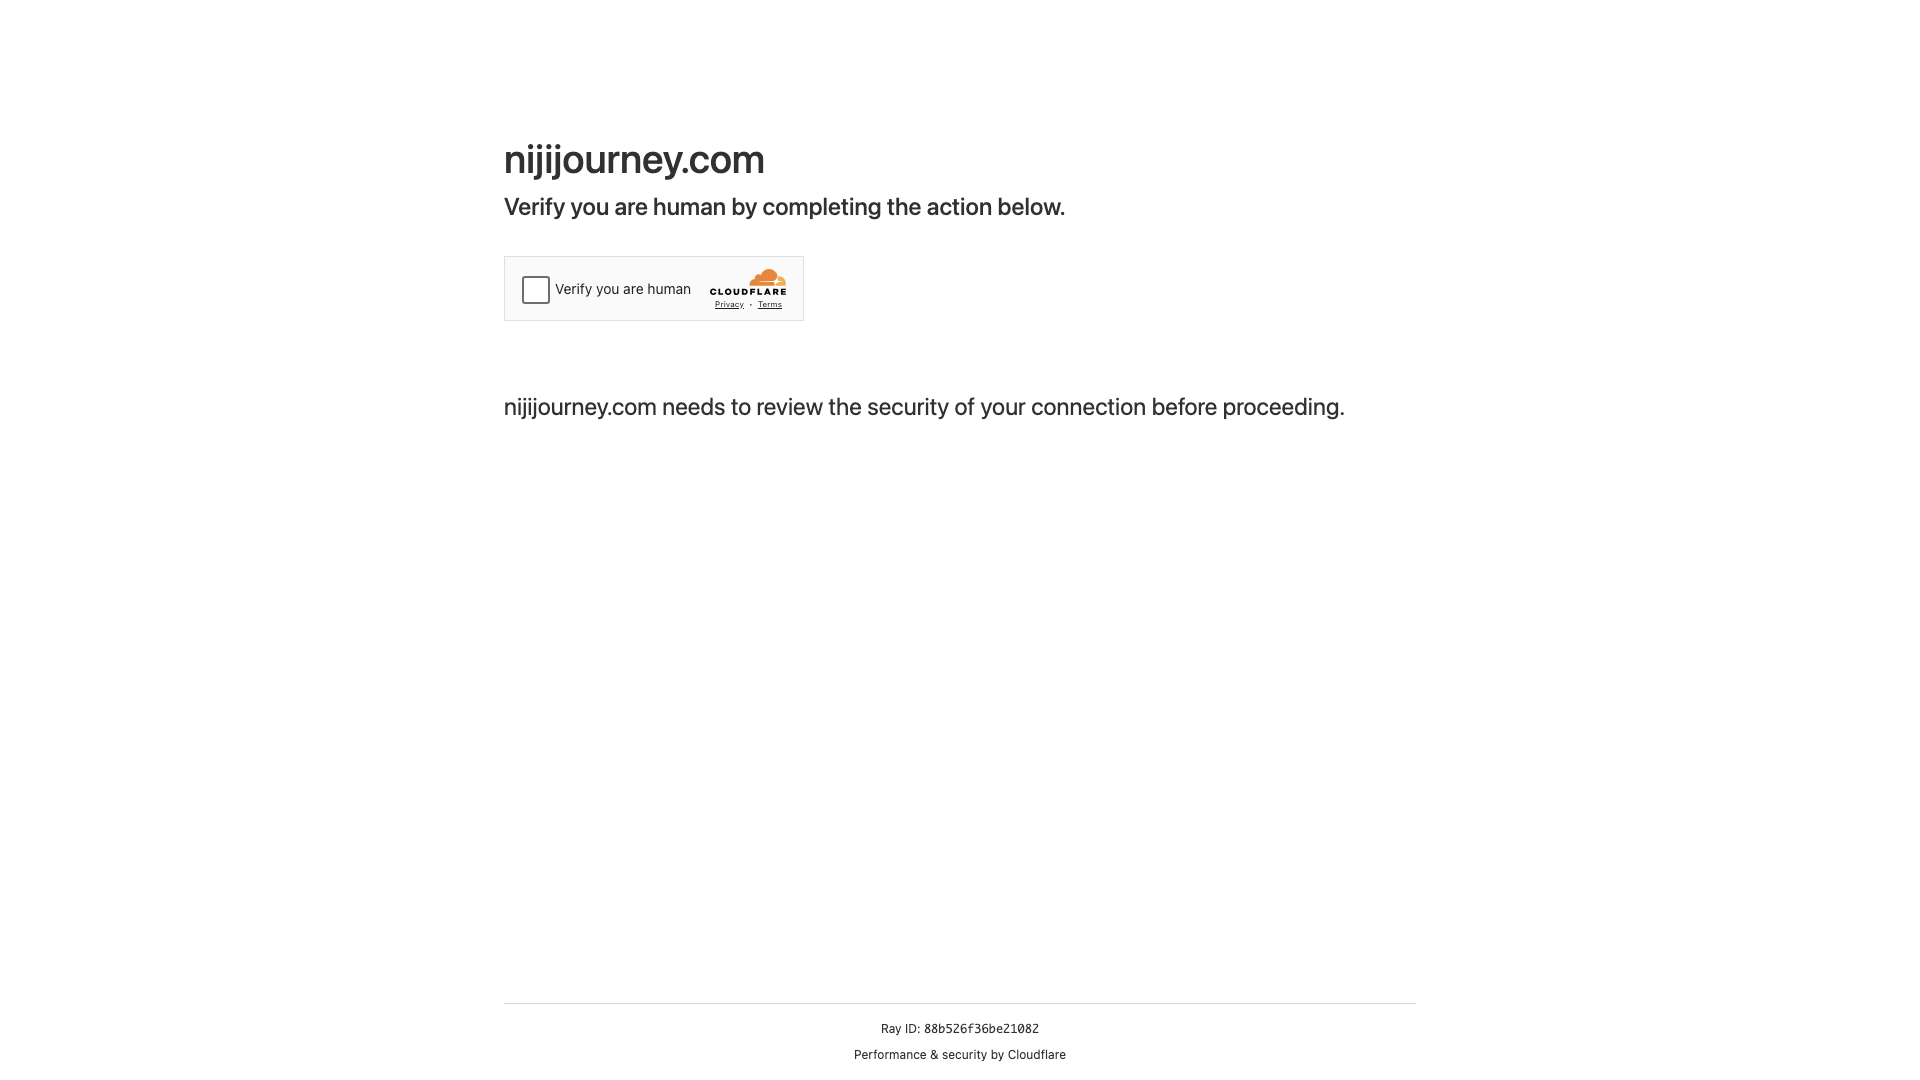 nijijourney.com
Verify you are human by completing the action below.
Verify you are human
CLOUDFLARE
Privacy • Terms
nijijourney.com needs to review the security of your connection before proceeding.
Ray ID: 88b526f36be21082
Performance & security by Cloudflare